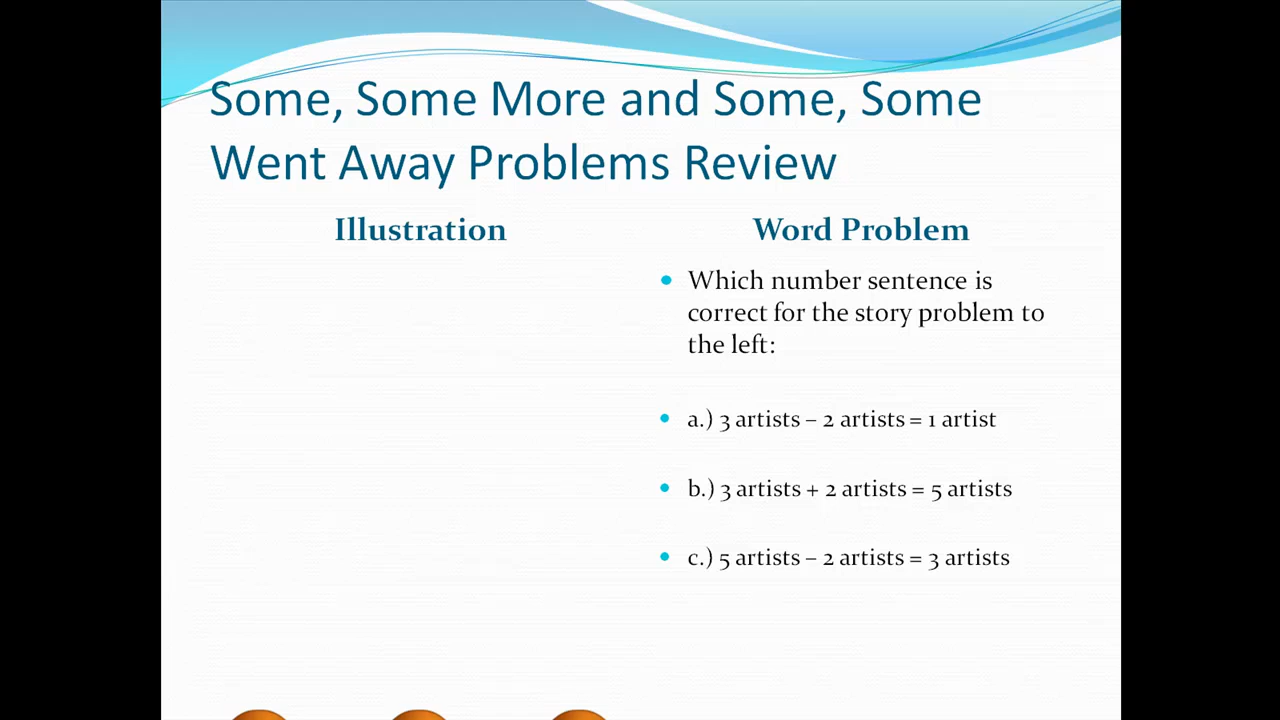 Some, Some More and Some, Some
Went Away Problems Review
Illustration
Word Problem
Which number sentence is
correct for the story problem to
the left:
a.) 3 artists – 2 artists = 1 artist
b.) 3 artists + 2 artists = 5 artists
c.) 5 artists – 2 artists = 3 artists